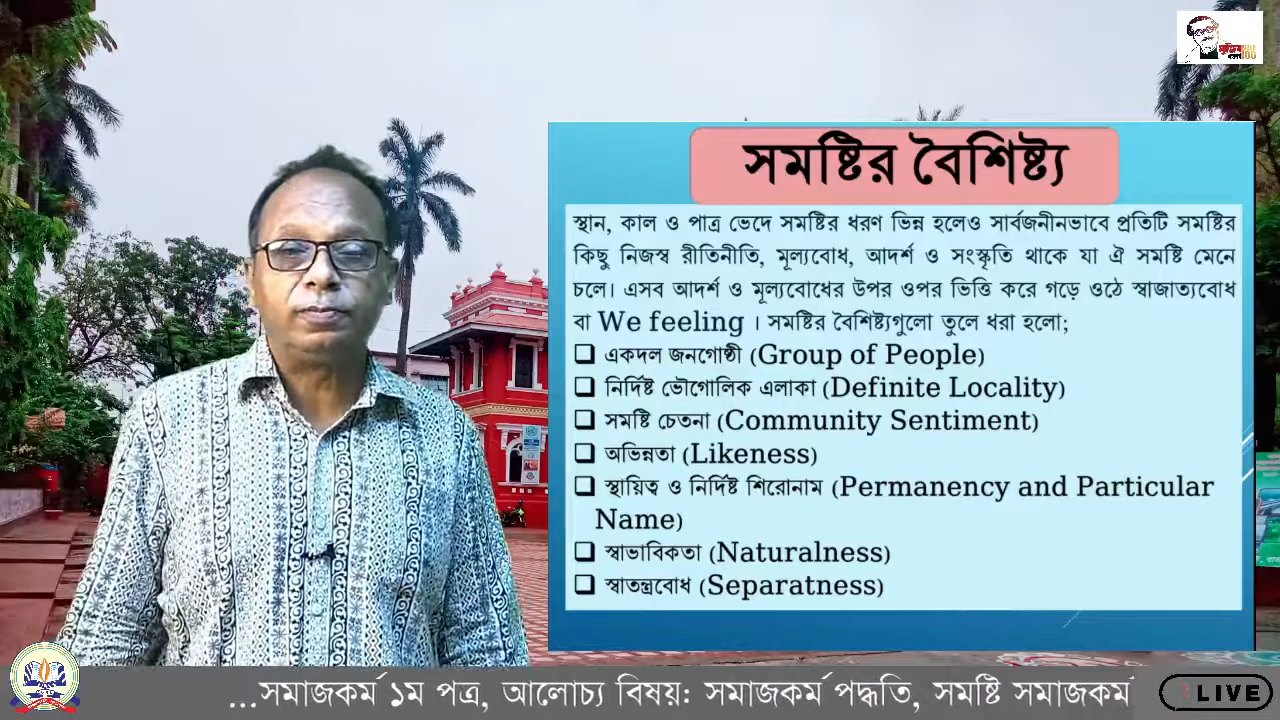 সমষ্টির বৈশিষ্ট্য
স্থান, কাল ও পাত্র ভেদে সমষ্টির ধরণ ভিন্ন হলেও সার্বজনীনভাবে প্রতিটি সমষ্টির
কিছু নিজস্ব রীতিনীতি, মূল্যবোধ, আদর্শ ও সংস্কৃতি থাকে যা ঐ সমষ্টি মেনে
চলে। এসব আদর্শ ও মূল্যবোধের উপর ওপর ভিত্তি করে গড়ে ওঠে স্বাজাত্যবোধ
বা We feeling । সমষ্টির বৈশিষ্ট্যগুলো তুলে ধরা হলো;
❑ একদল জনগোষ্ঠী (Group of People)
❑ নির্দিষ্ট ভৌগোলিক এলাকা (Definite Locality)
❑ সমষ্টি চেতনা (Community Sentiment)
❑ অভিন্নতা (Likeness)
❑ স্থায়িত্ব ও নির্দিষ্ট শিরোনাম (Permanency and Particular
Name)
❑ স্বাভাবিকতা (Naturalness)
❑ স্বাতন্ত্রবোধ (Separatness)
...সমাজকর্ম ১ম পত্র, আলোচ্য বিষয়: সমাজকর্ম পদ্ধতি, সমষ্টি সমাজকর্ম
LIVE